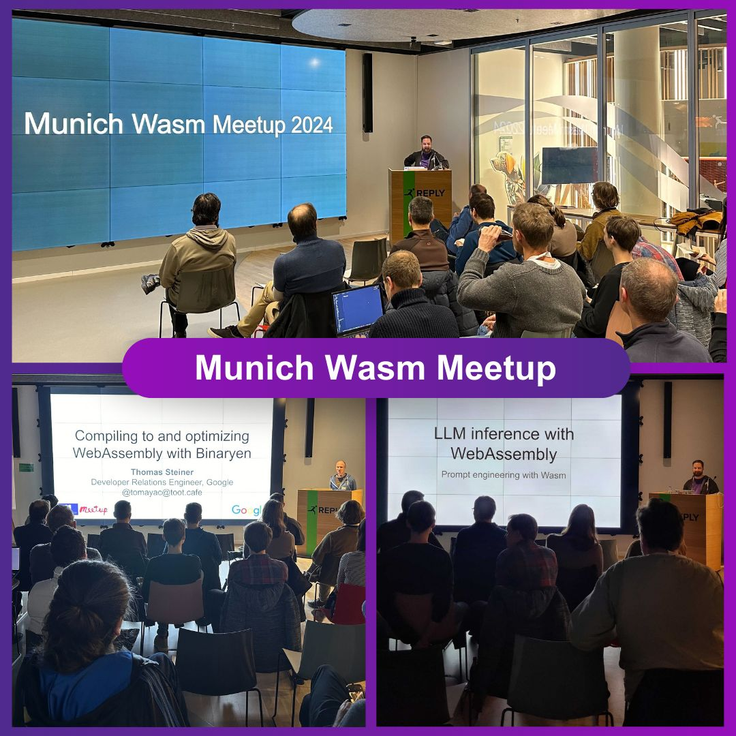 Munich Wasm Meetup 2024
REPLY
Munich Wasm Meetup
Compiling to and optimizing
WebAssembly with Binaryen
Thomas Steiner
Developer Relations Engineer, Google
@tomayac@toot.cafe
Meetup
Google
REPLY
LLM inference with
WebAssembly
Prompt engineering with Wasm
REPLY